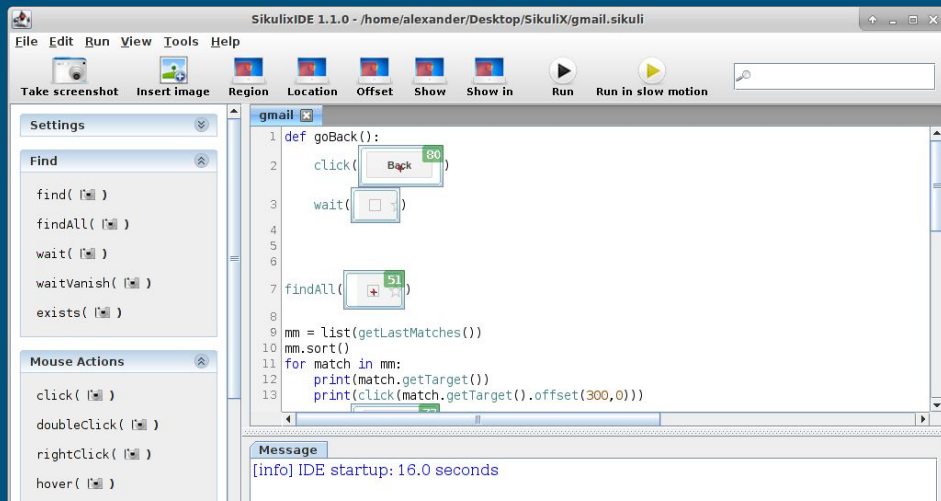 SikulixIDE 1.1.0 - /home/alexander/Desktop/SikuliX/gmail.sikuli
File Edit Run View Tools Help
Take screenshot Insert image Region Location Offset Show Show in Run Run in slow motion
Settings
Find
find( )
findAll( )
wait( )
waitVanish( )
exists( )
Mouse Actions
click( )
doubleClick( )
rightClick( )
hover( )
gmail
1 def goBack():
2 click( Back 80 )
3 wait( )
4
5
6
7 findAll( 51 )
8
9 mm = list(getLastMatches())
10 mm.sort()
11 for match in mm:
12 print(match.getTarget())
13 print(click(match.getTarget().offset(300,0)))
Message
[info] IDE startup: 16.0 seconds